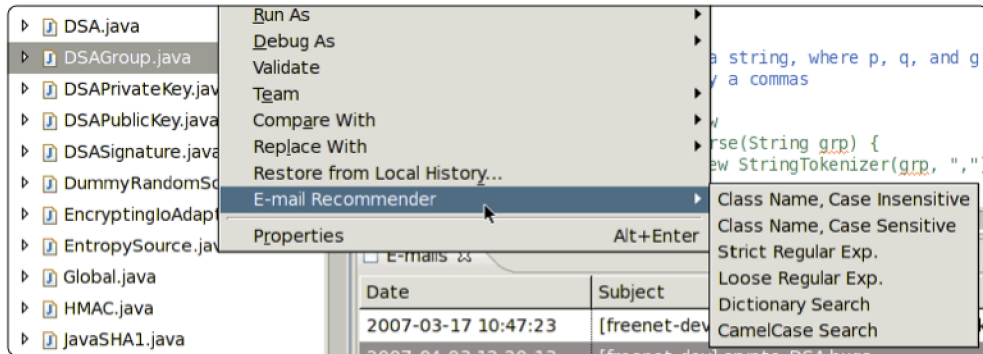 DSA.java
DSAGroup.java
DSAPrivateKey.jav
DSAPublicKey.java
DSASignature.java
DummyRandomSo
EncryptingIoAdapt
EntropySource.jav
Global.java
HMAC.java
JavaSHA1.java
Run As
Debug As
Validate
Team
Compare With
Replace With
Restore from Local History...
E-mail Recommender
Properties Alt+Enter
Class Name, Case Insensitive
Class Name, Case Sensitive
Strict Regular Exp.
Loose Regular Exp.
Dictionary Search
CamelCase Search
a string, where p, q, and g
y a commas
w
rse(String grp) {
ew StringTokenizer(grp, ",")
E-mails
Date Subject
2007-03-17 10:47:23 [freenet-dev